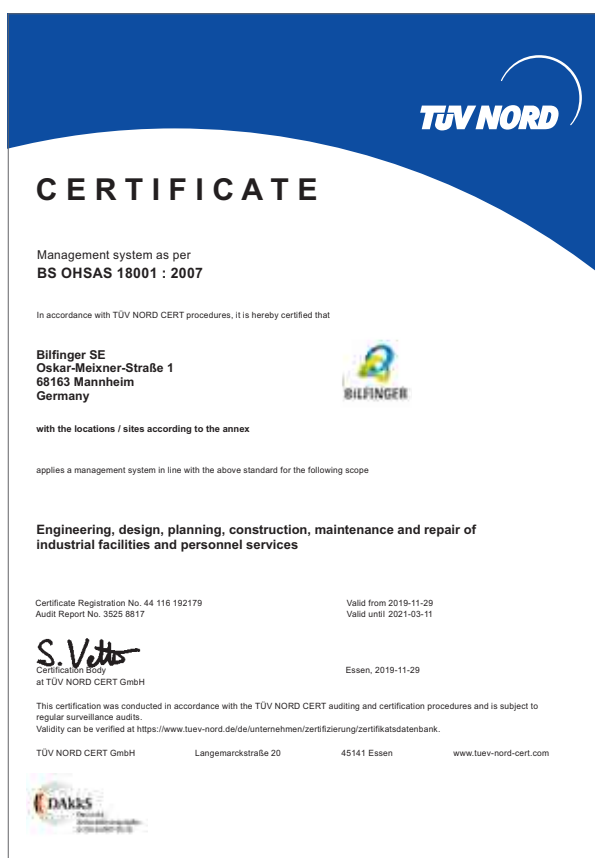 TÜV NORD
CERTIFICATE
Management system as per
BS OHSAS 18001 : 2007
In accordance with TÜV NORD CERT procedures, it is hereby certified that
Bilfinger SE
Oskar-Meixner-Straße 1
68163 Mannheim
Germany
BILFINGER
with the locations / sites according to the annex
applies a management system in line with the above standard for the following scope
Engineering, design, planning, construction, maintenance and repair of
industrial facilities and personnel services
Certificate Registration No. 44 116 192179
Audit Report No. 3525 8817
Valid from 2019-11-29
Valid until 2021-03-11
S. Vetto
Certification Body
at TÜV NORD CERT GmbH
Essen, 2019-11-29
This certification was conducted in accordance with the TÜV NORD CERT auditing and certification procedures and is subject to
regular surveillance audits.
Validity can be verified at https://www.tuev-nord.de/de/unternehmen/zertifizierung/zertifikatsdatenbank.
TÜV NORD CERT GmbH Langemarckstraße 20 45141 Essen www.tuev-nord-cert.com
DAkkS